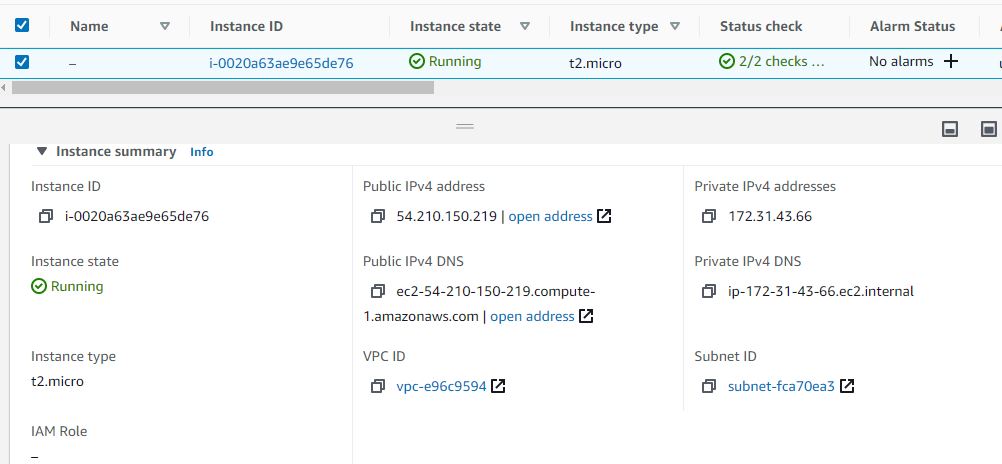 Name Instance ID Instance state Instance type Status check Alarm Status
– i-0020a63ae9e65de76 Running t2.micro 2/2 checks ... No alarms +
Instance summary Info
Instance ID Public IPv4 address Private IPv4 addresses
i-0020a63ae9e65de76 54.210.150.219 | open address 172.31.43.66
Instance state Public IPv4 DNS Private IPv4 DNS
Running ec2-54-210-150-219.compute- ip-172-31-43-66.ec2.internal
1.amazonaws.com | open address
Instance type VPC ID Subnet ID
t2.micro vpc-e96c9594 subnet-fca70ea3
IAM Role
–